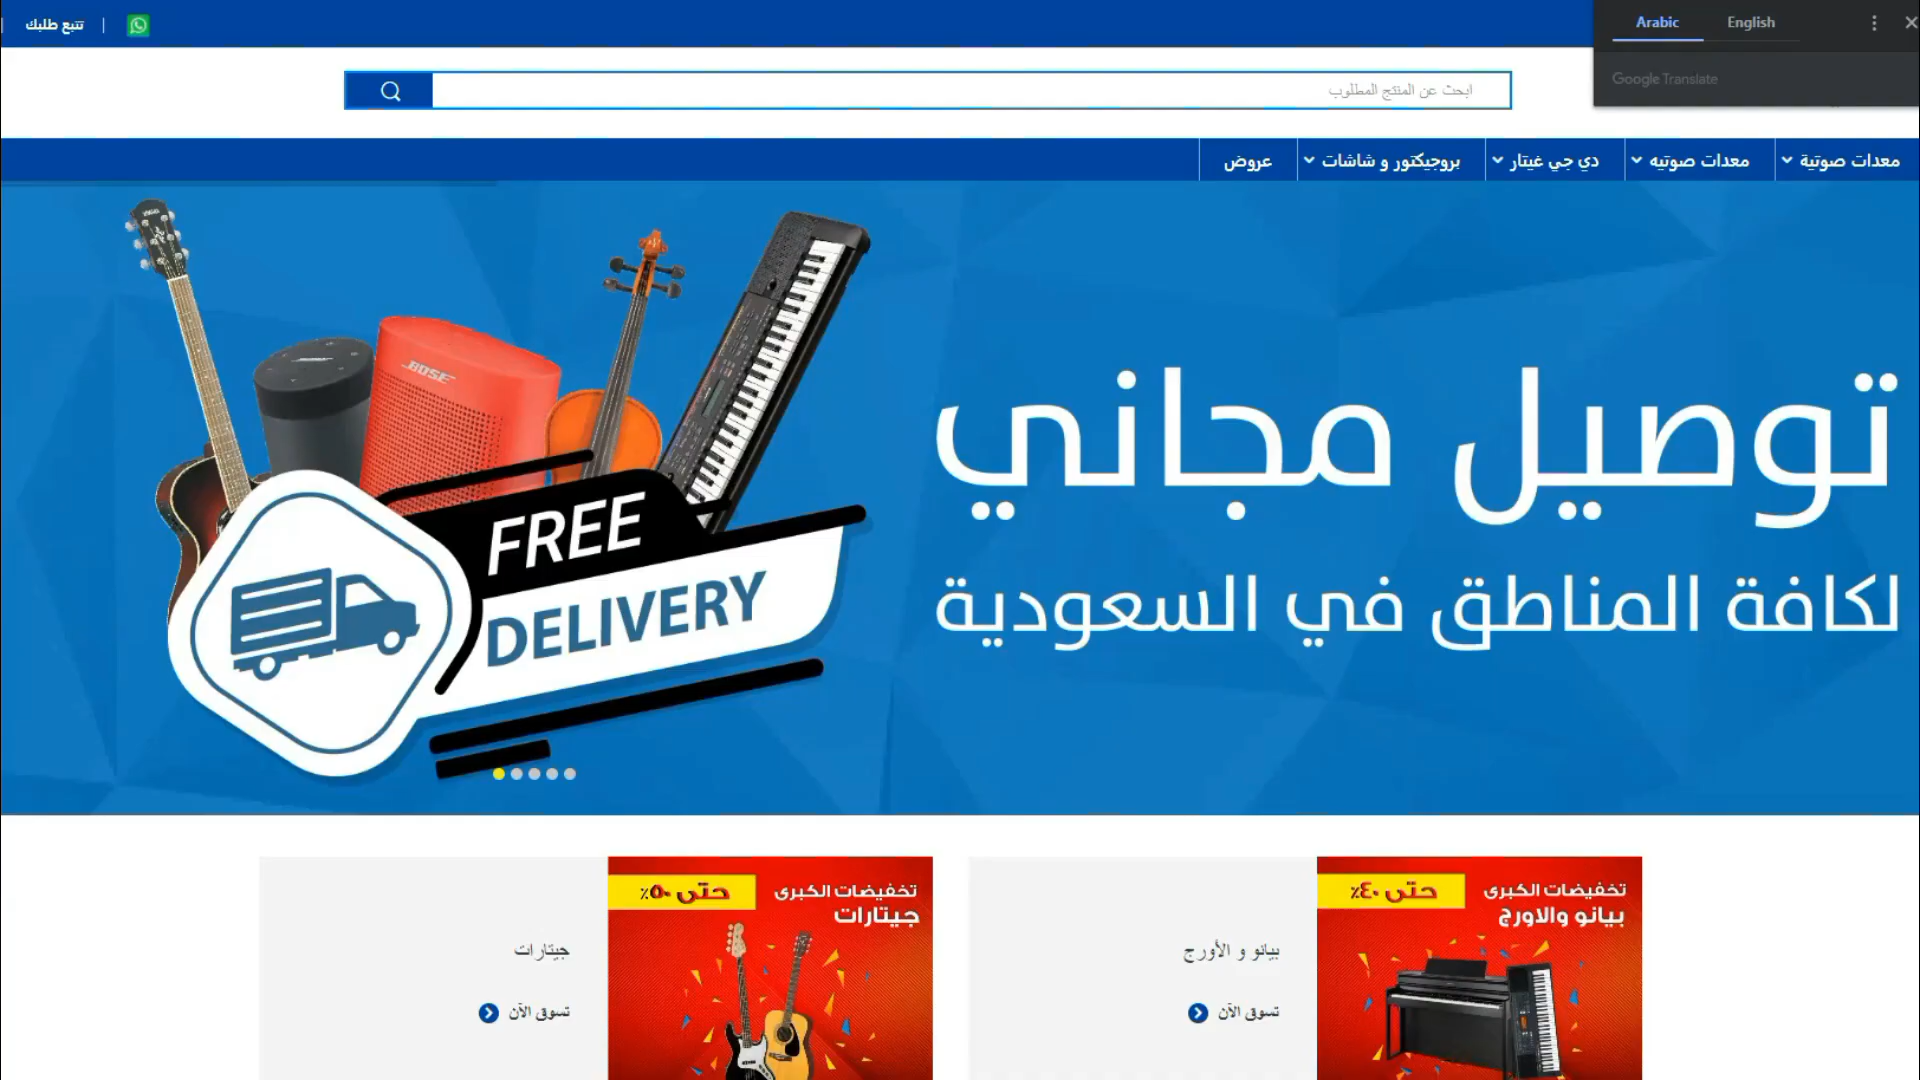 تتبع طلبك
Arabic English
Google Translate
ابحث عن المنتج المطلوب
معدات صوتية
معدات صوتيه
دي جي غيتار
بروجيكتور و شاشات
عروض
BOSE
FREE
DELIVERY
توصيل مجاني
لكافة المناطق في السعودية
تخفيضات الكبرى
حتى ٤٠٪
بيانو والاورج
بيانو و الأورج
تسوق الآن
تخفيضات الكبرى
حتى ٥٠٪
جيتارات
جيتارات
تسوق الآن